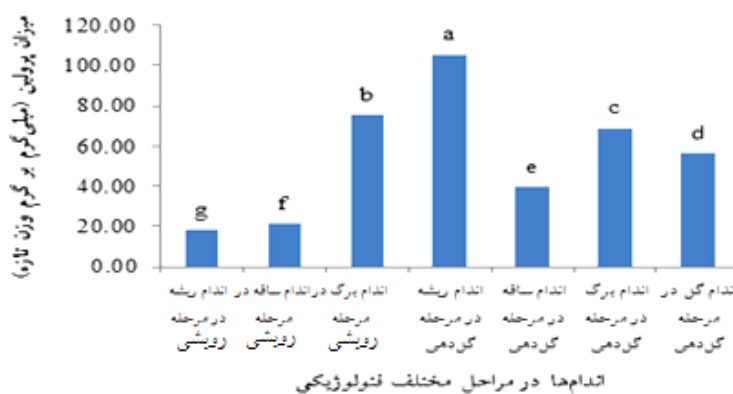 میزان پرولین (میلی‌گرم بر گرم وزن تازه)
120.00
100.00
80.00
60.00
40.00
20.00
0.00
g
f
b
a
e
c
d
اندام ریشه
در مرحله
رویشی
اندام ساقه در
مرحله
رویشی
اندام برگ در
مرحله
رویشی
اندام ریشه
در مرحله
گل‌دهی
اندام ساقه
در مرحله
گل‌دهی
اندام برگ
در مرحله
گل‌دهی
اندام گل در
مرحله
گل‌دهی
اندام‌ها در مراحل مختلف فنولوژیکی